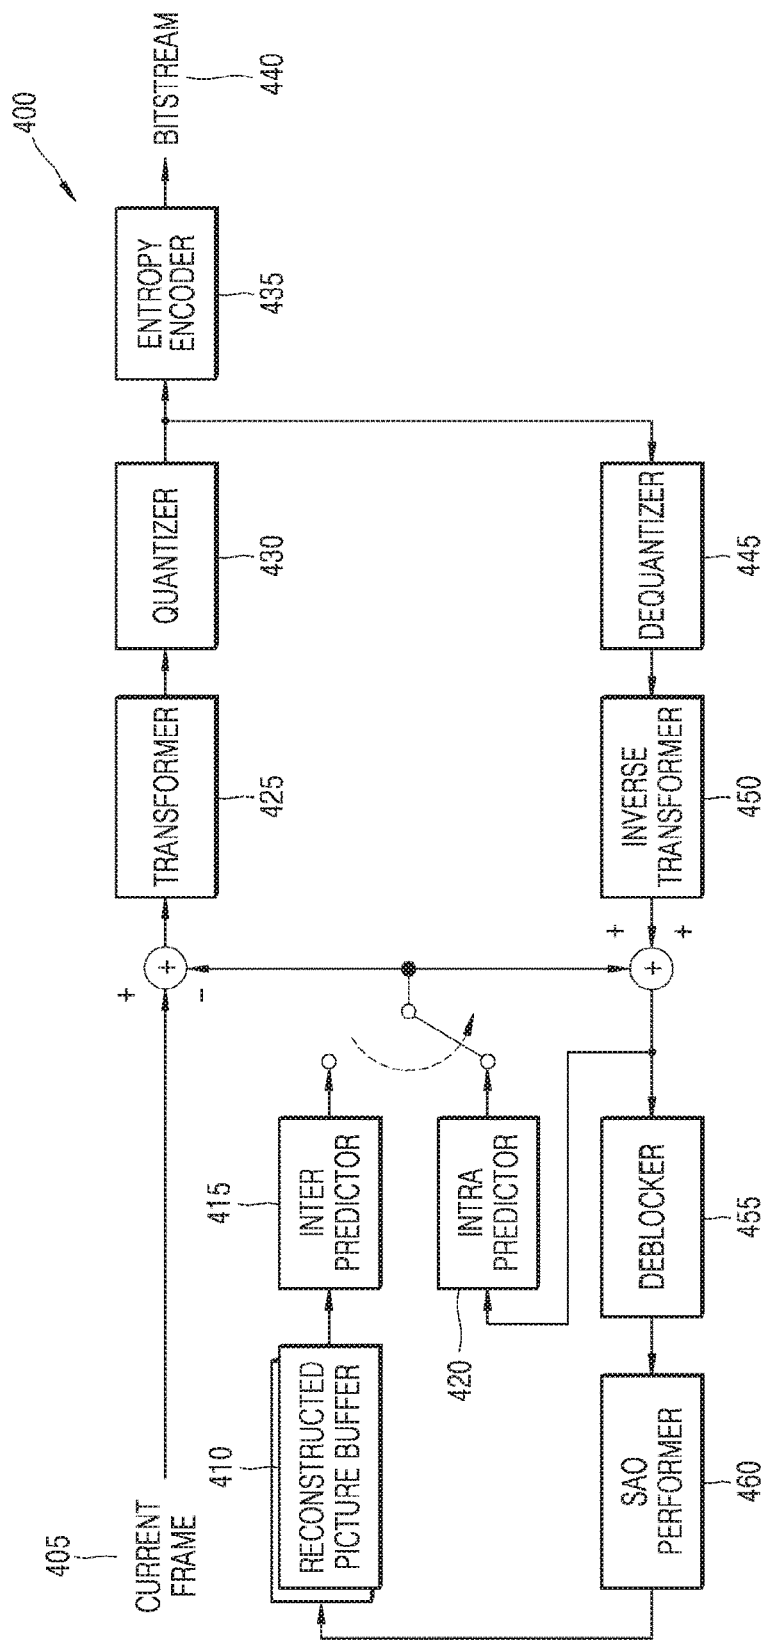 400
CURRENT
FRAME
405
+
-
+
TRANSFORMER
425
QUANTIZER
430
ENTROPY
ENCODER
435
BITSTREAM
440
RECONSTRUCTED
PICTURE BUFFER
410
INTER
PREDICTOR
415
INTRA
PREDICTOR
420
SAO
PERFORMER
460
DEBLOCKER
455
+
+
+
INVERSE
TRANSFORMER
450
DEQUANTIZER
445